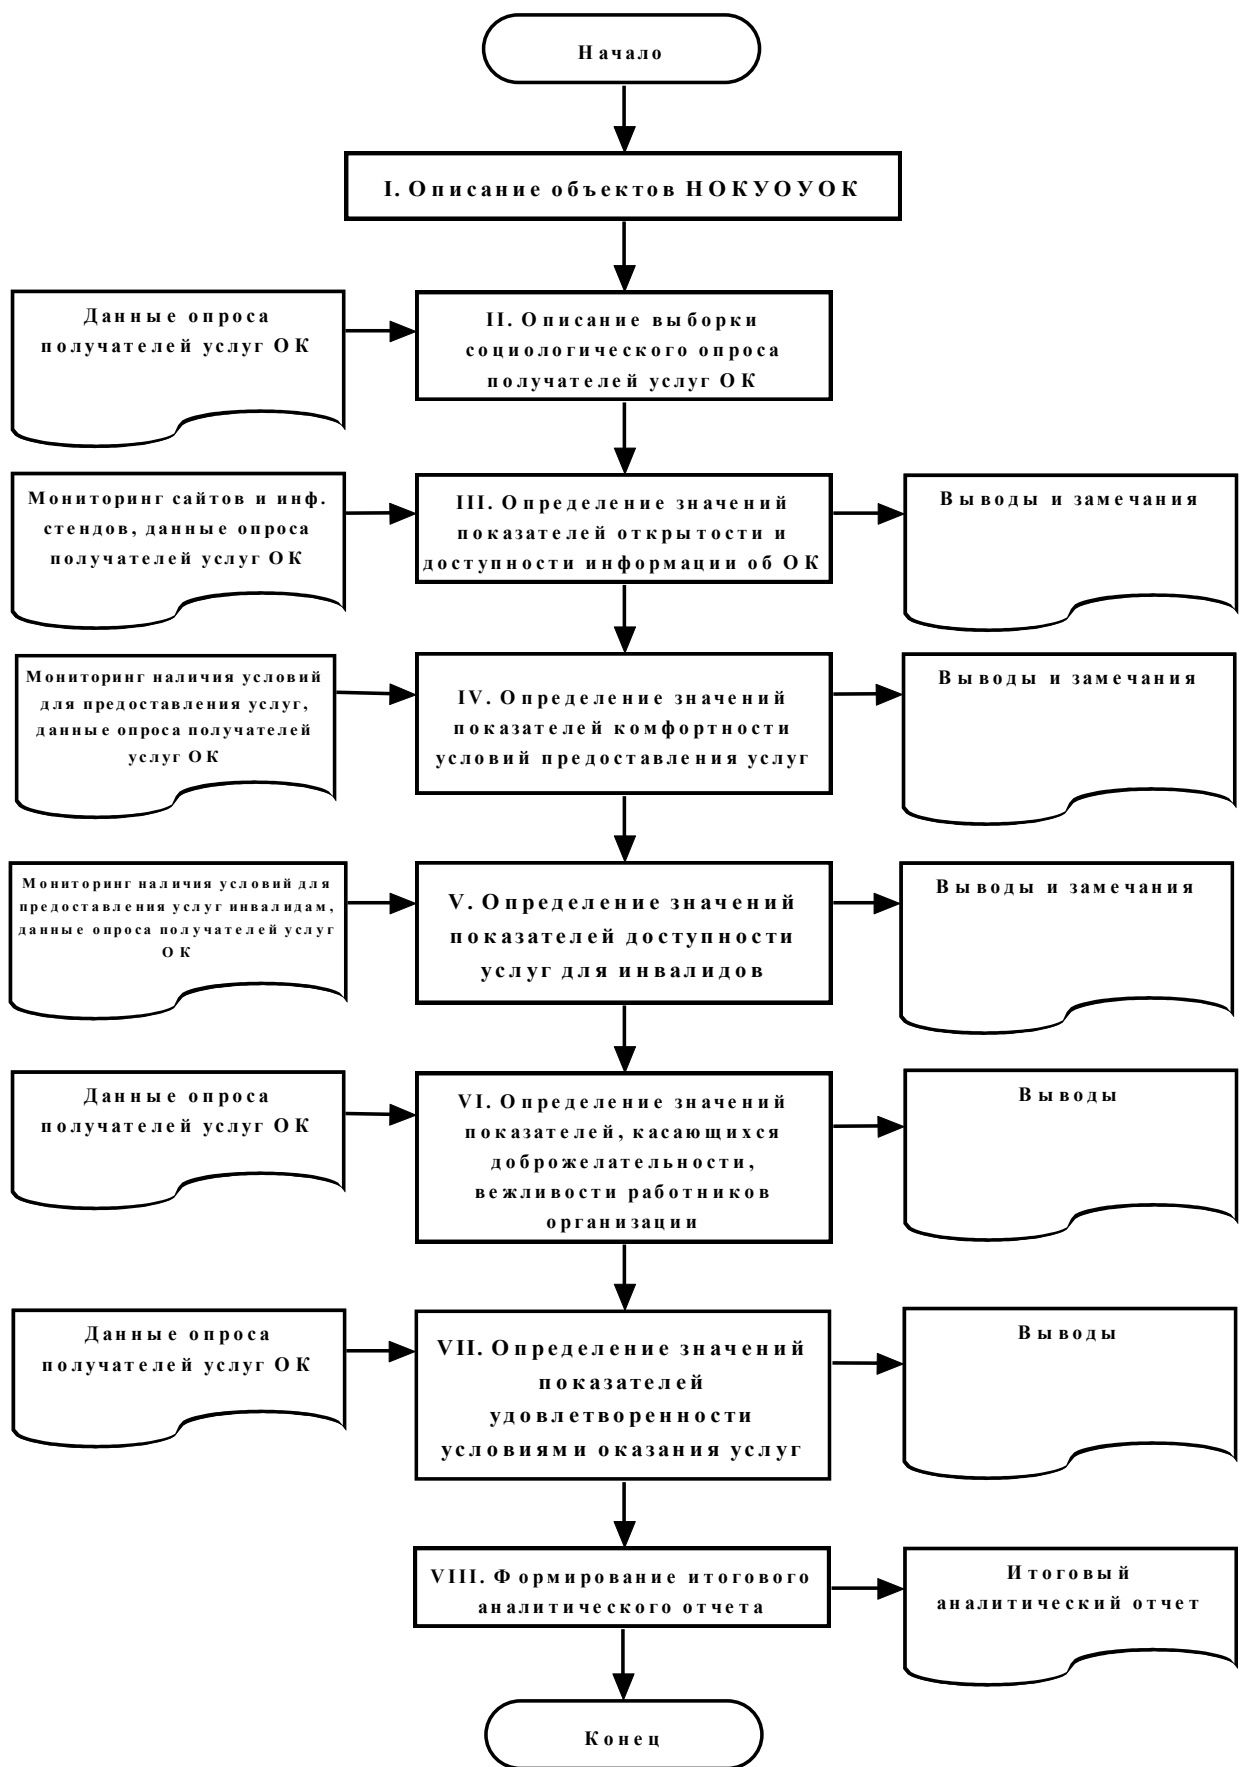 Начало
I. Описание объектов НОКУОУОК
Данные опроса
получателей услуг ОК
II. Описание выборки
социологического опроса
получателей услуг ОК
Мониторинг сайтов и инф.
стендов, данные опроса
получателей услуг ОК
III. Определение значений
показателей открытости и
доступности информации об ОК
Выводы и замечания
Мониторинг наличия условий
для предоставления услуг,
данные опроса получателей
услуг ОК
IV. Определение значений
показателей комфортности
условий предоставления услуг
Выводы и замечания
Мониторинг наличия условий для
предоставления услуг инвалидам,
данные опроса получателей услуг
ОК
V. Определение значений
показателей доступности
услуг для инвалидов
Выводы и замечания
Данные опроса
получателей услуг ОК
VI. Определение значений
показателей, касающихся
доброжелательности,
вежливости работников
организации
Выводы
Данные опроса
получателей услуг ОК
VII. Определение значений
показателей
удовлетворенности
условиями оказания услуг
Выводы
VIII. Формирование итогового
аналитического отчета
Итоговый
аналитический отчет
Конец